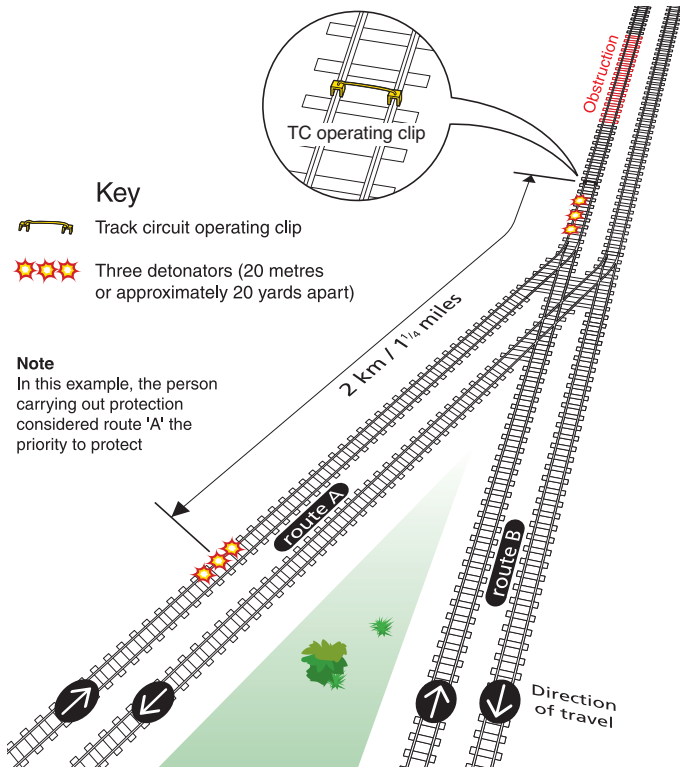 Obstruction
TC operating clip
Key
Track circuit operating clip
Three detonators (20 metres
or approximately 20 yards apart)
2 km / 1 1/4 miles
Note
In this example, the person
carrying out protection
considered route 'A' the
priority to protect
route A
route B
Direction
of travel